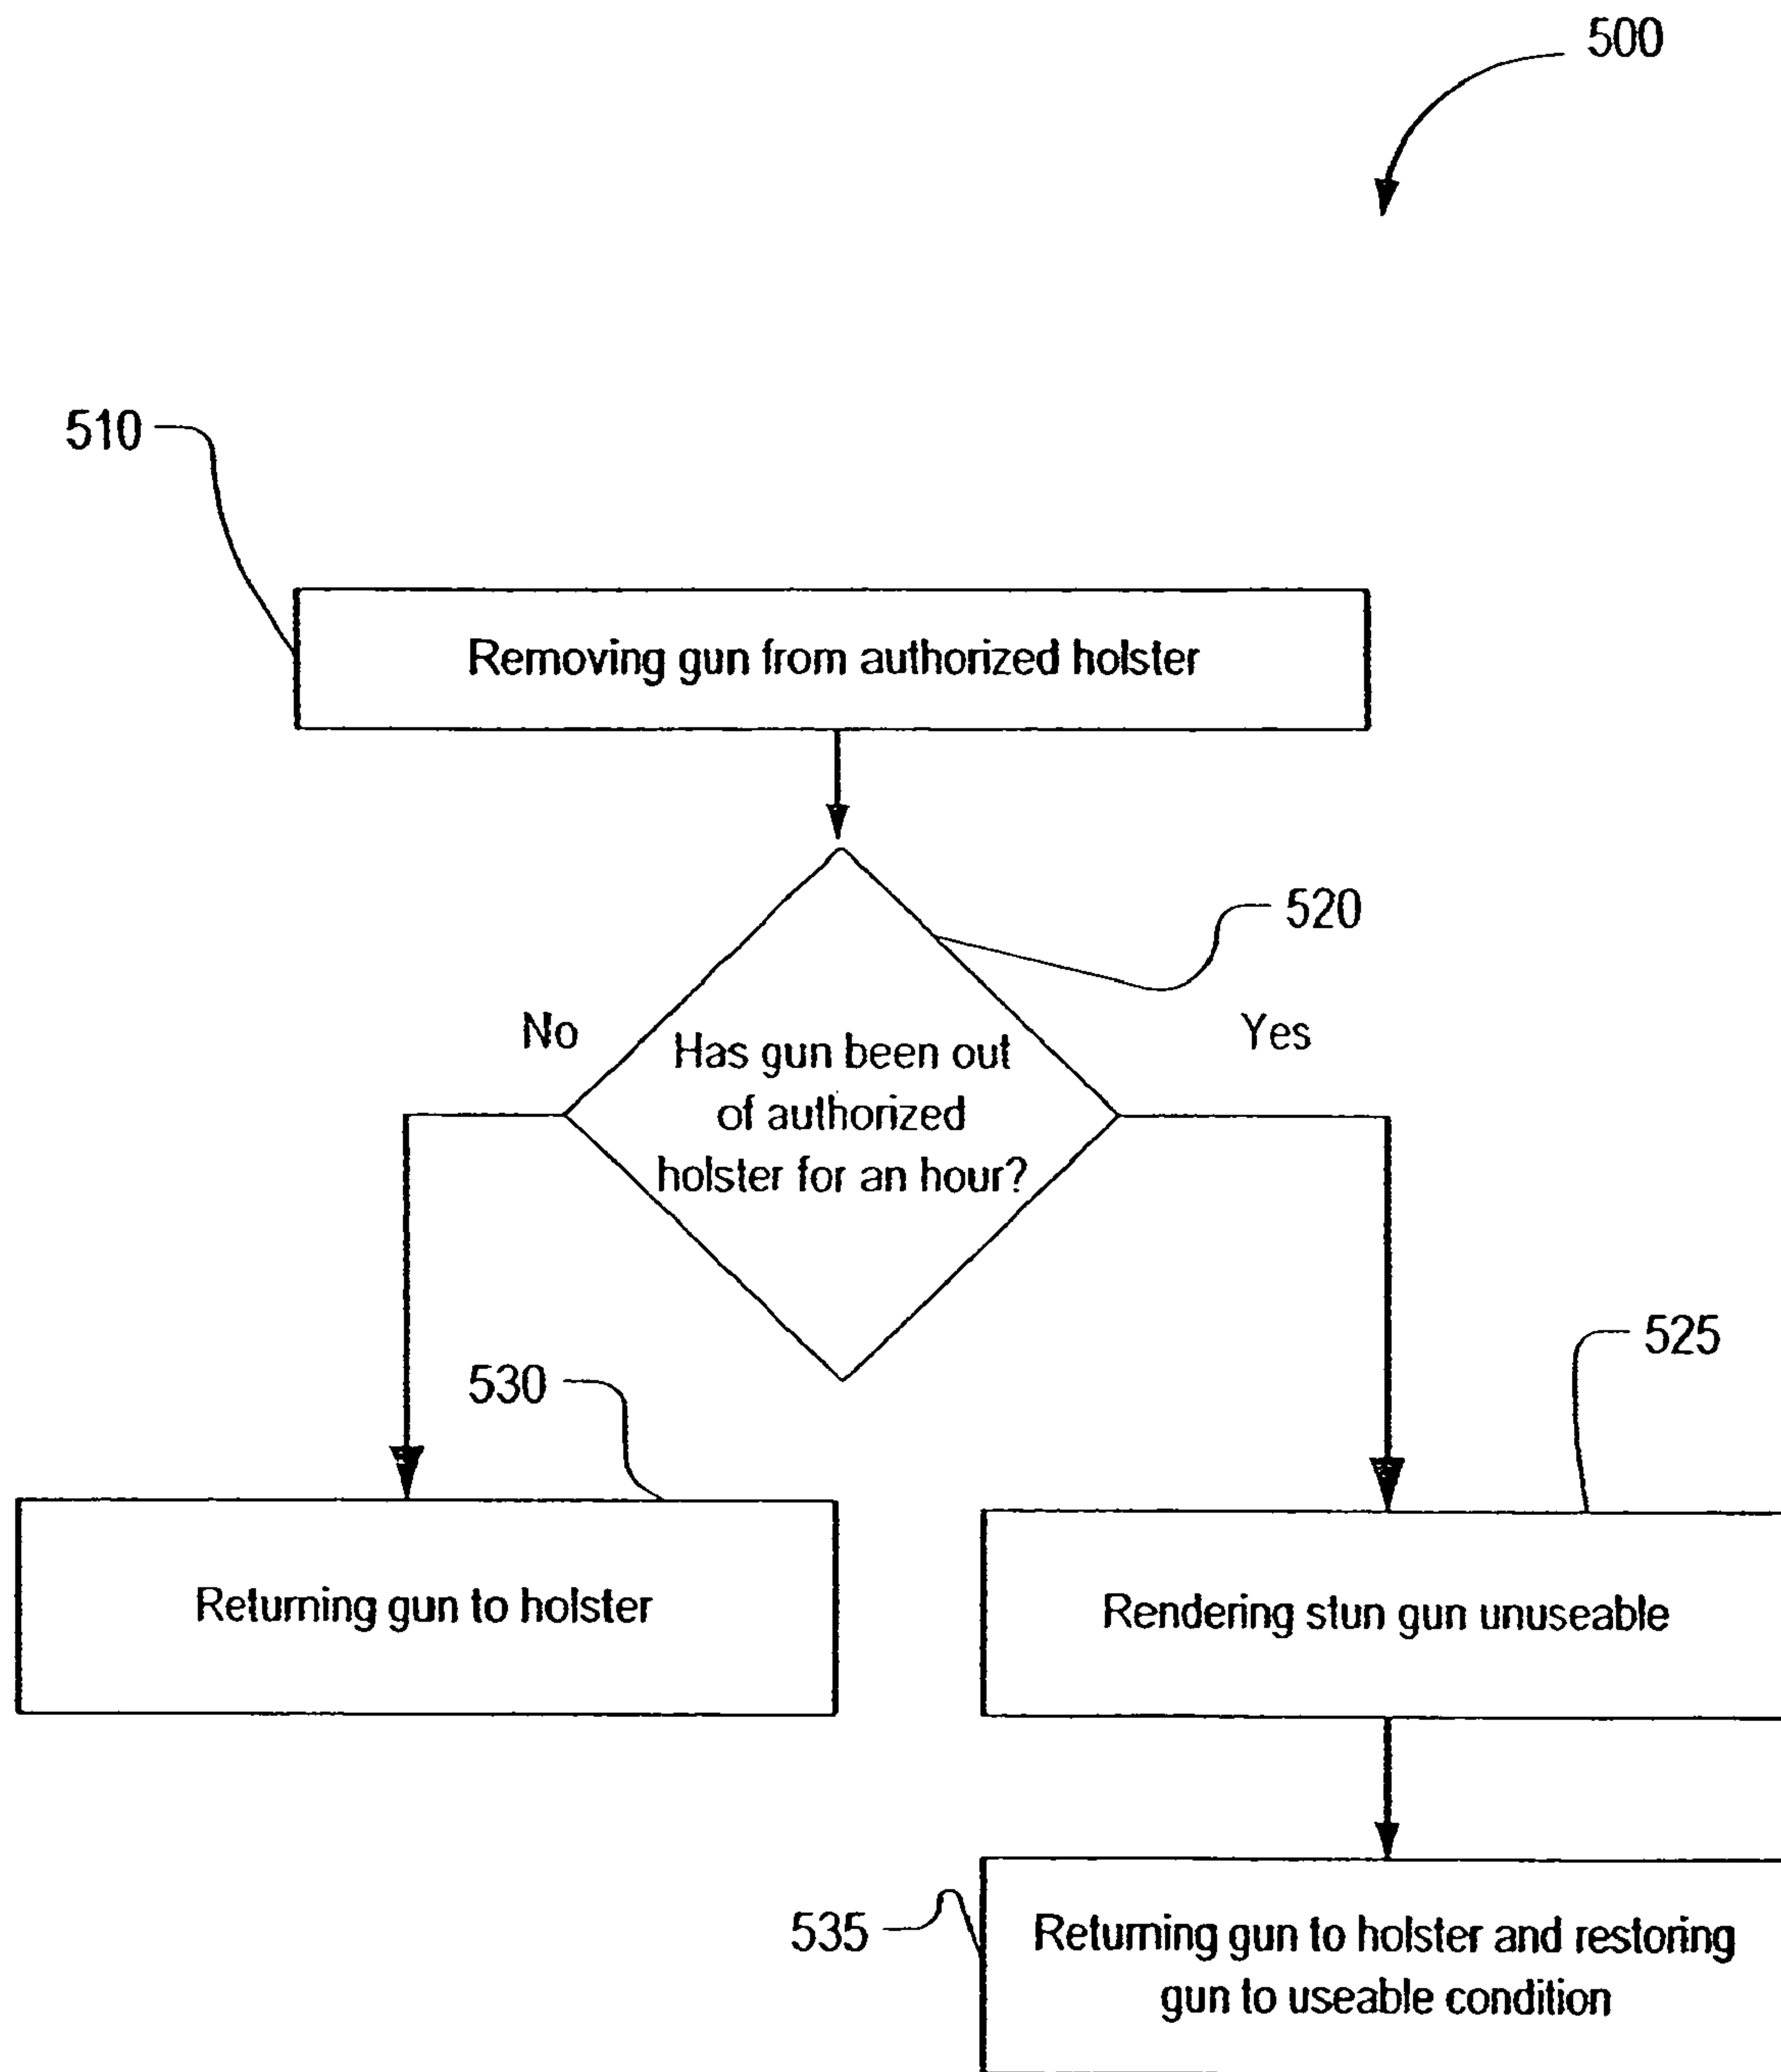 500
510
Removing gun from authorized holster
520
No
Yes
Has gun been out
of authorized
holster for an hour?
530
525
Returning gun to holster
Rendering stun gun unuseable
535
Returning gun to holster and restoring
gun to useable condition